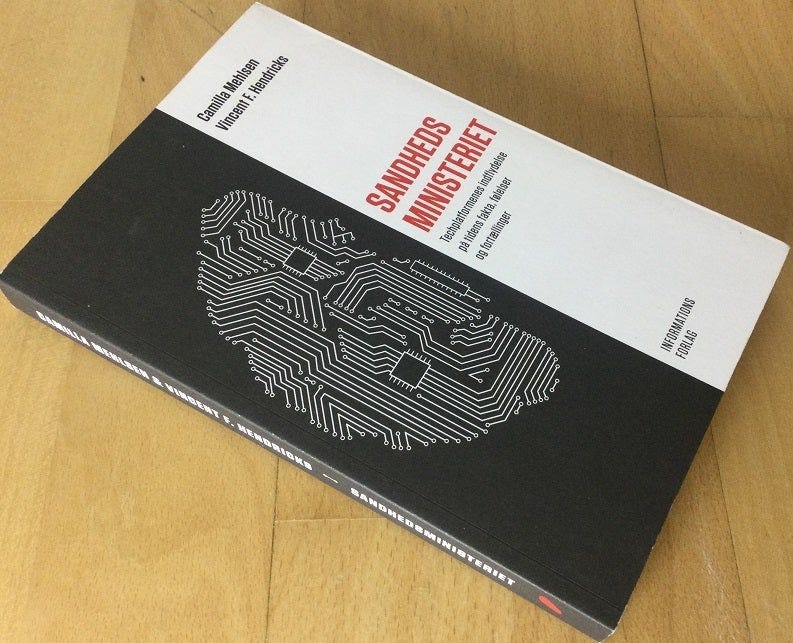 Camilla Mehlsen
Vincent F. Hendricks
SANDHEDS
MINISTERIET
Techplatformenes indflydelse
på tidens fakta, følelser
og fortællinger
INFORMATIONS
FORLAG
CAMILLA MEHLSEN & VINCENT F. HENDRICKS — SANDHEDSMINISTERIET